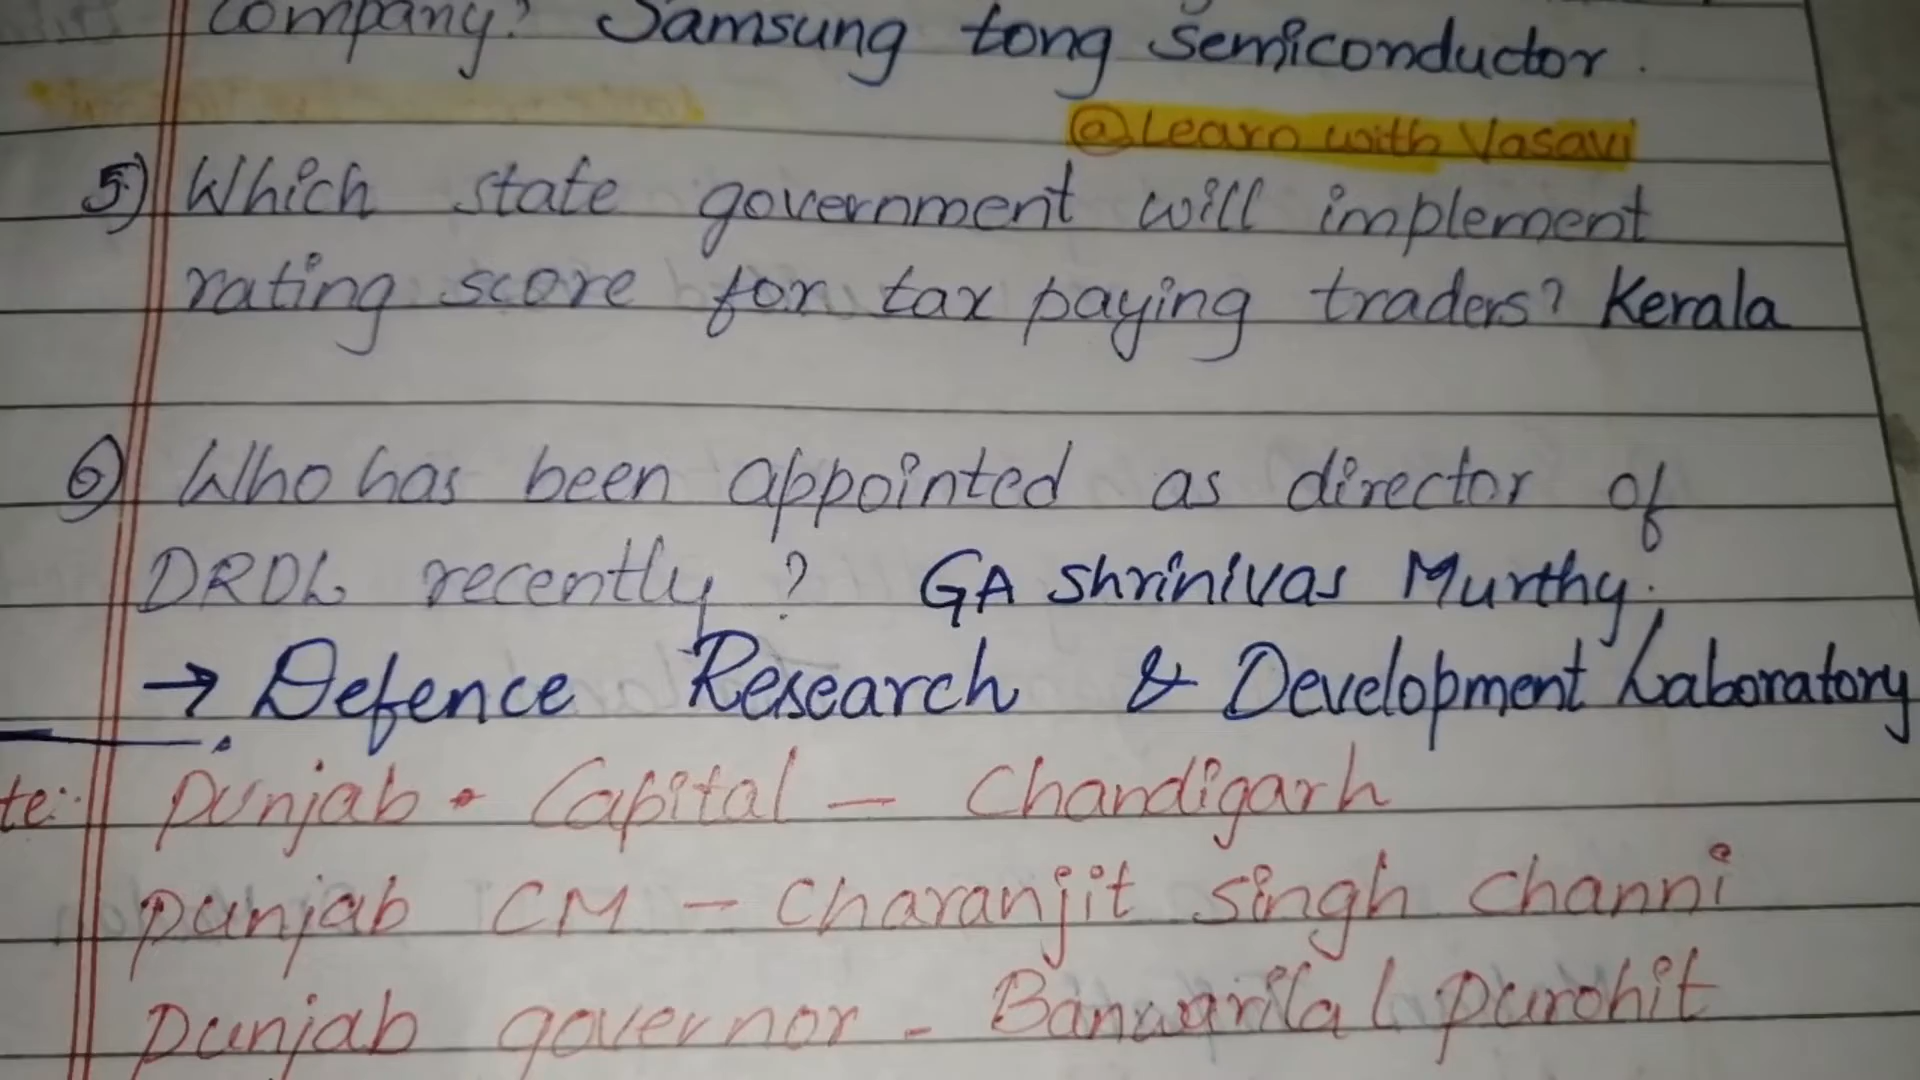 company? Samsung tong semiconductor.
@Learn with Vasavi
5) Which state government will implement
rating score for tax paying traders? Kerala
6) Who has been appointed as director of
DRDL recently? GA Shrinivas Murthy.
→ Defence Research & Development Laboratory
te:- Punjab - Capital - Chandigarh
punjab CM - Charanjit Singh Channi
Punjab governor - Banwarilal purohit